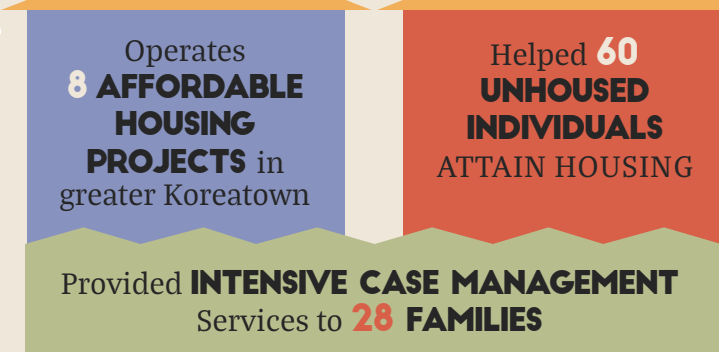 Operates
8 AFFORDABLE
HOUSING
PROJECTS in
greater Koreatown
Helped 60
UNHOUSED
INDIVIDUALS
ATTAIN HOUSING
Provided INTENSIVE CASE MANAGEMENT
Services to 28 FAMILIES